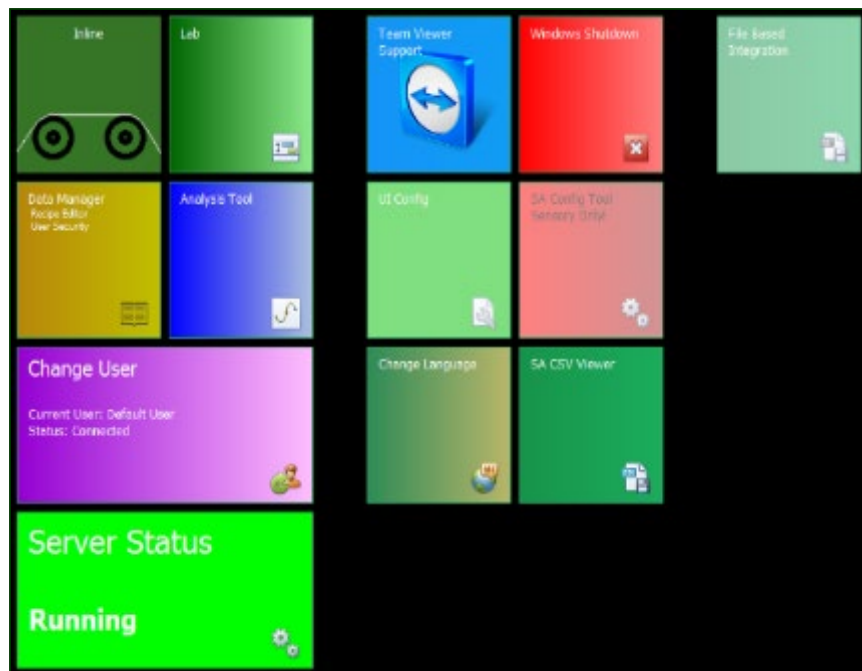 Inline
Lab
Team Viewer
Support
Windows Shutdown
File Based
Integration
Data Manager
Recipe Editor
User Security
Analysis Tool
UI Config
SA Config Tool
Sensory Only!
Change User
Current User: Default User
Status: Connected
Change Language
SA CSV Viewer
Server Status
Running